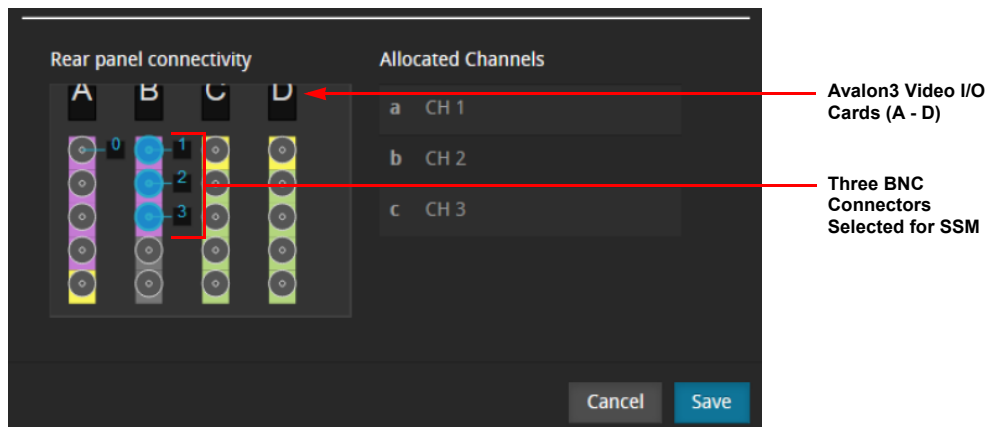 Rear panel connectivity
A B C D
0 1
2
3
Allocated Channels
a CH 1
b CH 2
c CH 3
Cancel Save
Avalon3 Video I/O
Cards (A - D)
Three BNC
Connectors
Selected for SSM